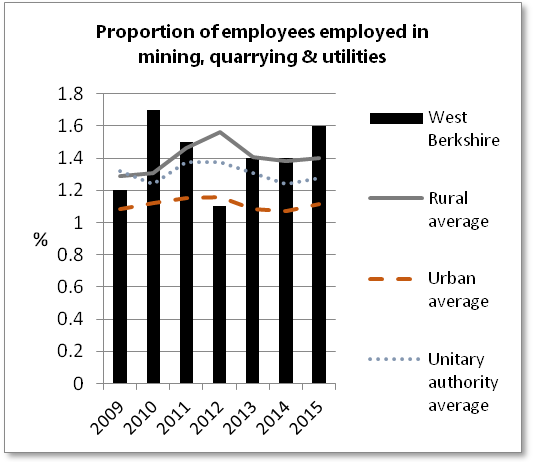 Proportion of employees employed in
mining, quarrying & utilities
1.8
1.6
1.4
1.2
1
0.8
0.6
0.4
0.2
0
%
2009
2010
2011
2012
2013
2014
2015
West
Berkshire
Rural
average
Urban
average
Unitary
authority
average